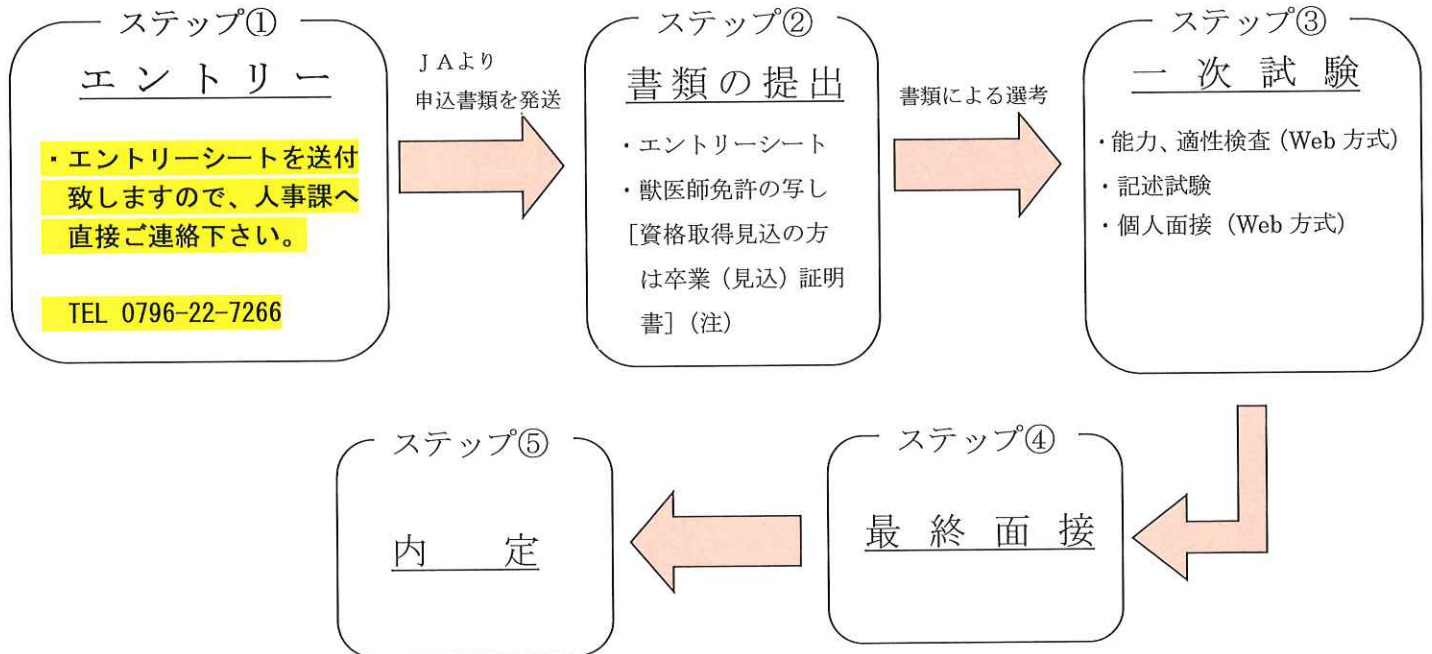 ステップ①
エントリー
・エントリーシートを送付
致しますので、人事課へ
直接ご連絡下さい。
TEL 0796-22-7266
ＪＡより
申込書類を発送
ステップ②
書類の提出
・エントリーシート
・獣医師免許の写し
［資格取得見込の方
は卒業（見込）証明
書］（注）
書類による選考
ステップ③
一次試験
・能力、適性検査（Web 方式）
・記述試験
・個人面接（Web 方式）
ステップ④
最終面接
ステップ⑤
内定